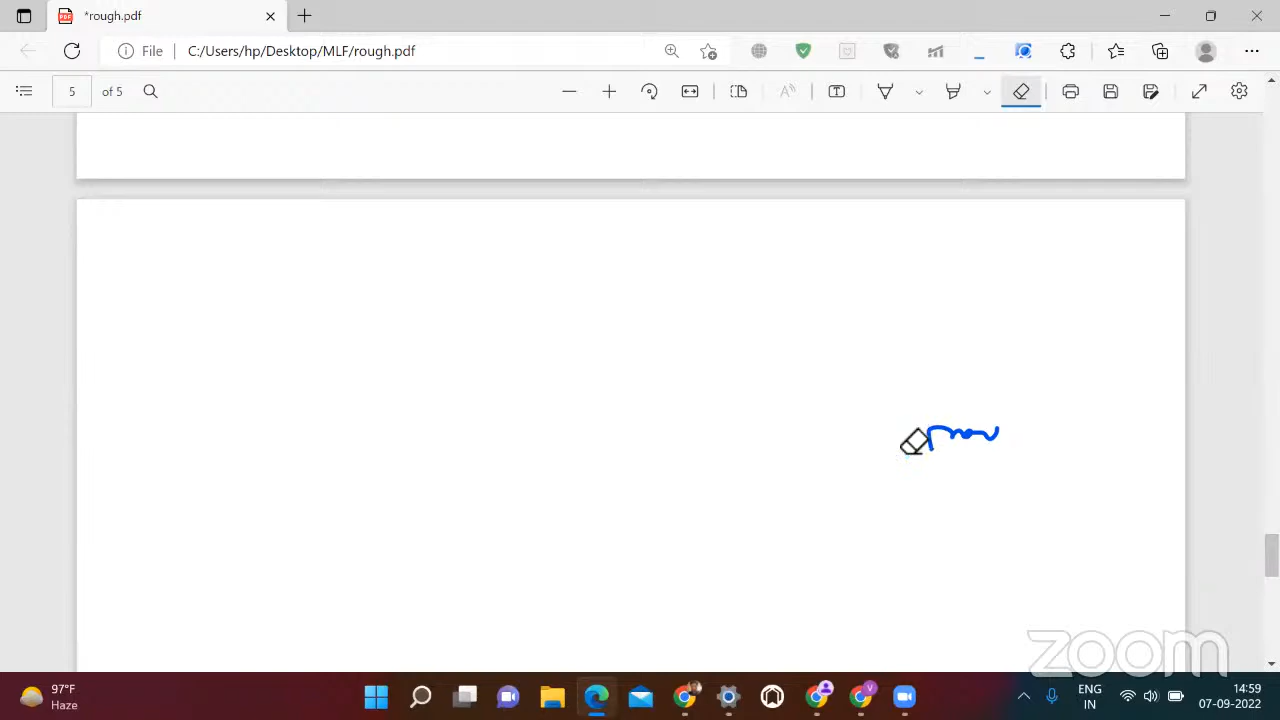 *rough.pdf
File C:/Users/hp/Desktop/MLF/rough.pdf
5 of 5
zoom
97°F
Haze
ENG
IN
14:59
07-09-2022